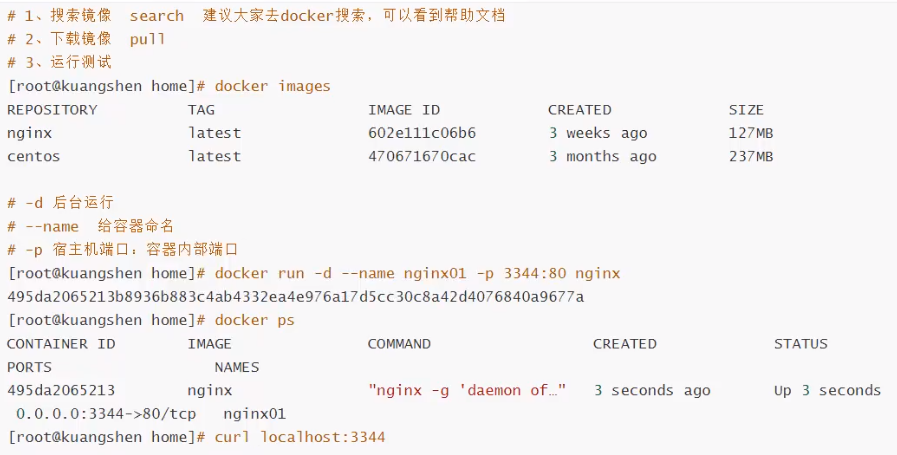 # 1、搜索镜像  search  建议大家去docker搜索，可以看到帮助文档
# 2、下载镜像  pull
# 3、运行测试
[root@kuangshen home]# docker images
REPOSITORY          TAG                 IMAGE ID            CREATED             SIZE
nginx               latest              602e111c06b6        3 weeks ago         127MB
centos              latest              470671670cac        3 months ago        237MB

# -d 后台运行
# --name  给容器命名
# -p 宿主机端口：容器内部端口
[root@kuangshen home]# docker run -d --name nginx01 -p 3344:80 nginx
495da2065213b8936b883c4ab4332ea4e976a17d5cc30c8a42d4076840a9677a
[root@kuangshen home]# docker ps
CONTAINER ID        IMAGE               COMMAND                  CREATED             STATUS
PORTS                  NAMES
495da2065213        nginx               "nginx -g 'daemon of…"   3 seconds ago       Up 3 seconds
 0.0.0.0:3344->80/tcp   nginx01
[root@kuangshen home]# curl localhost:3344